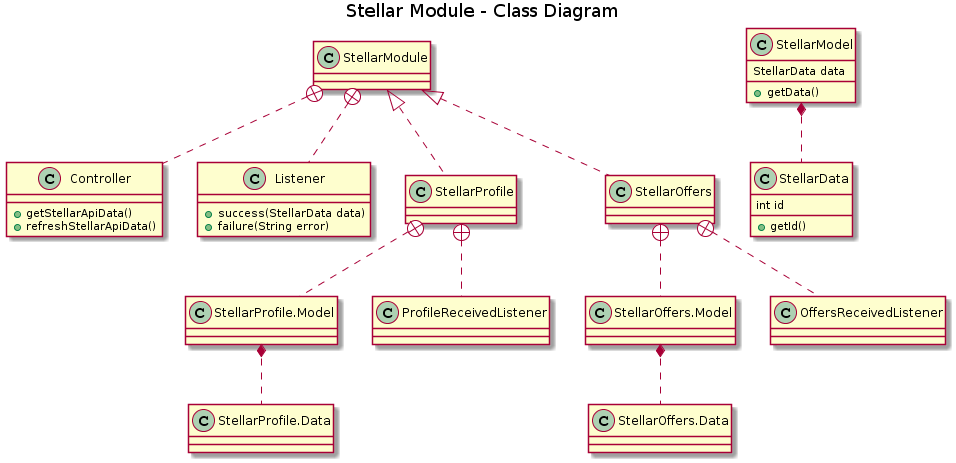 Stellar Module - Class Diagram
C StellarModule
C StellarModel
StellarData data
getData()
C Controller
getStellarApiData()
refreshStellarApiData()
C Listener
success(StellarData data)
failure(String error)
C StellarProfile
C StellarOffers
C StellarData
int id
getId()
C StellarProfile.Model
C ProfileReceivedListener
C StellarOffers.Model
C OffersReceivedListener
C StellarProfile.Data
C StellarOffers.Data